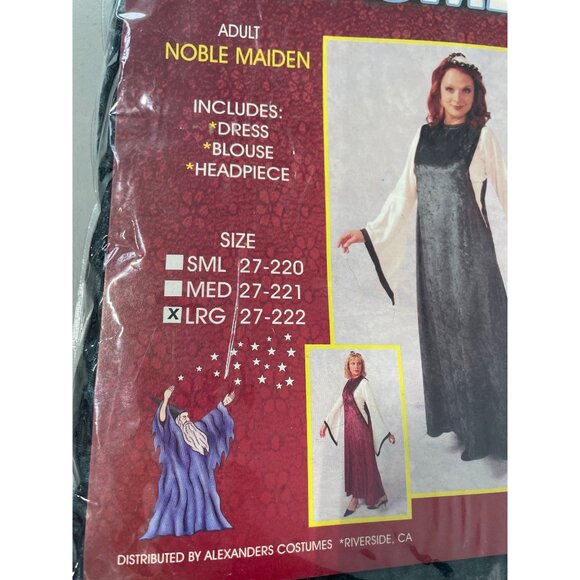 ADULT
NOBLE MAIDEN
INCLUDES:
*DRESS
*BLOUSE
*HEADPIECE
SIZE
SML 27-220
MED 27-221
X LRG 27-222
DISTRIBUTED BY ALEXANDERS COSTUMES *RIVERSIDE, CA